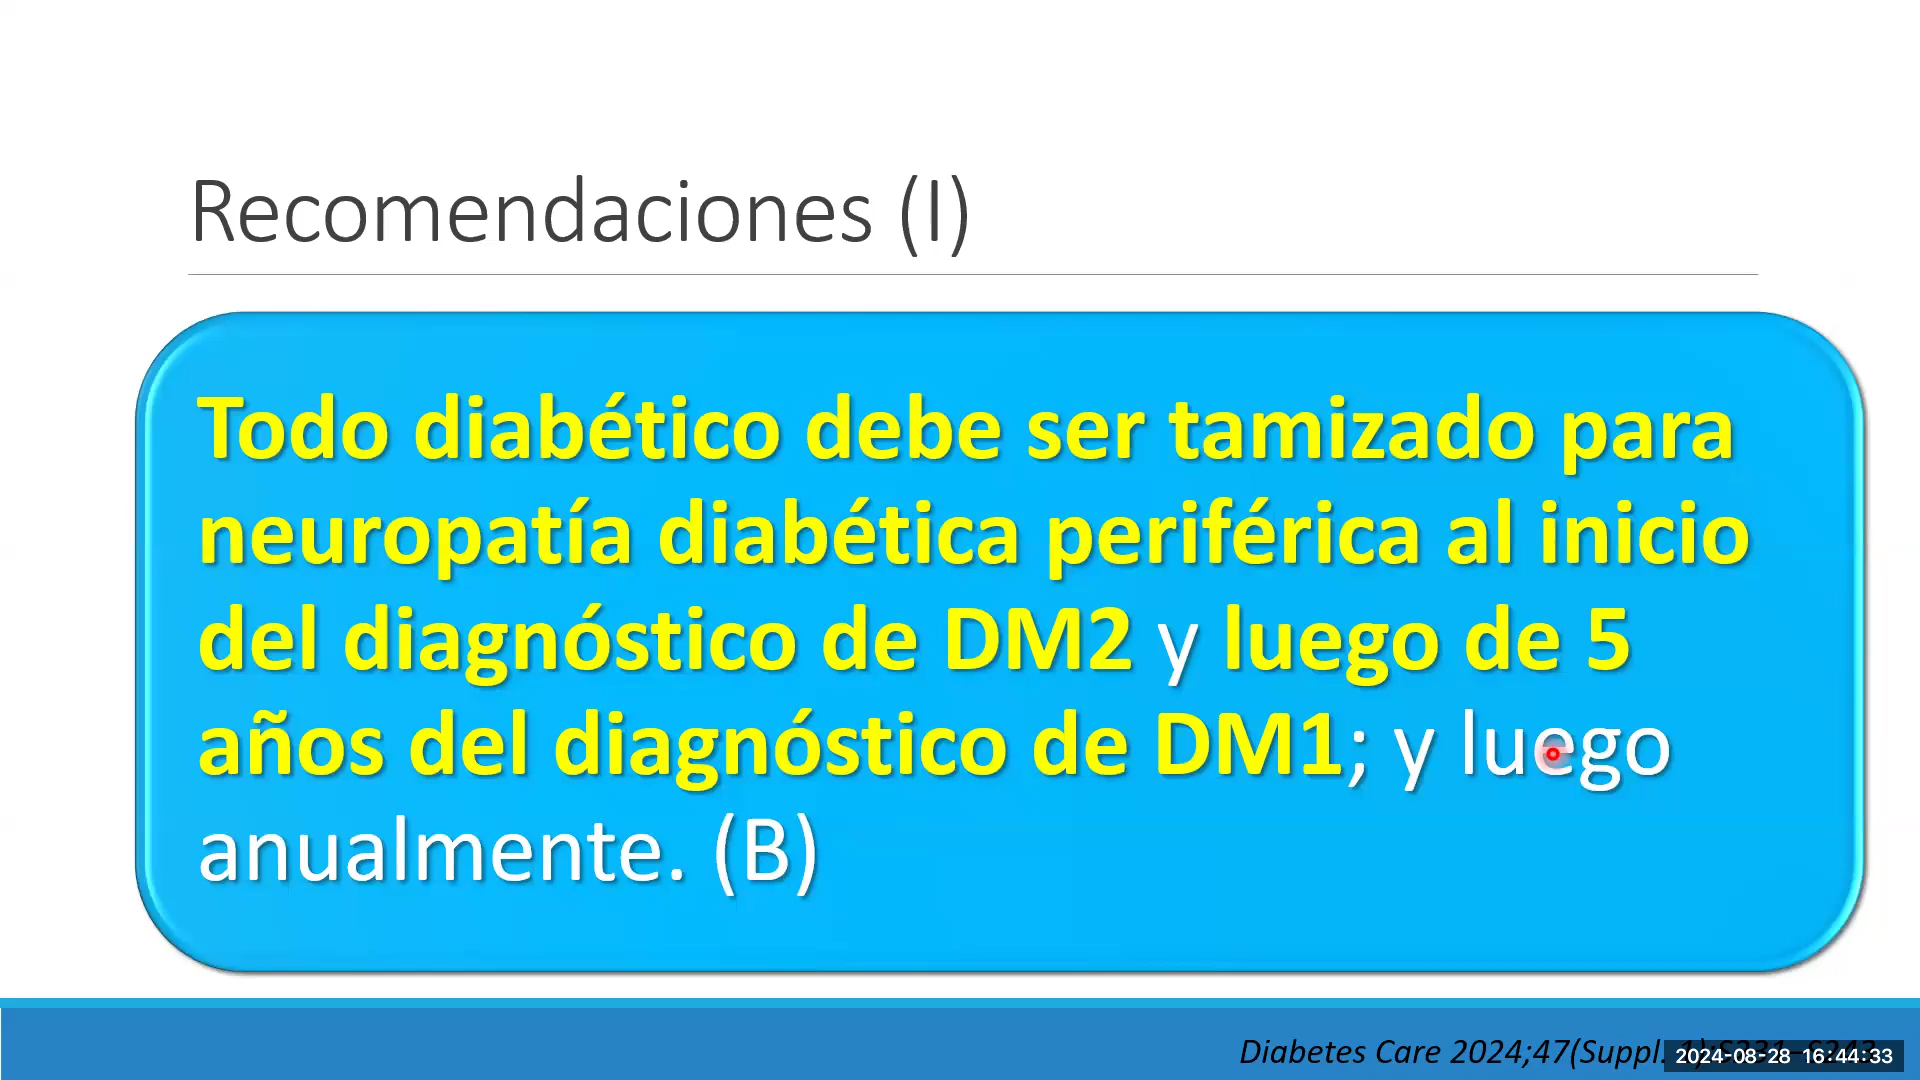 Recomendaciones (I)
Todo diabético debe ser tamizado para
neuropatía diabética periférica al inicio
del diagnóstico de DM2 y luego de 5
años del diagnóstico de DM1; y luego
anualmente. (B)
Diabetes Care 2024;47(Suppl.
2024-08-28 16:44:33